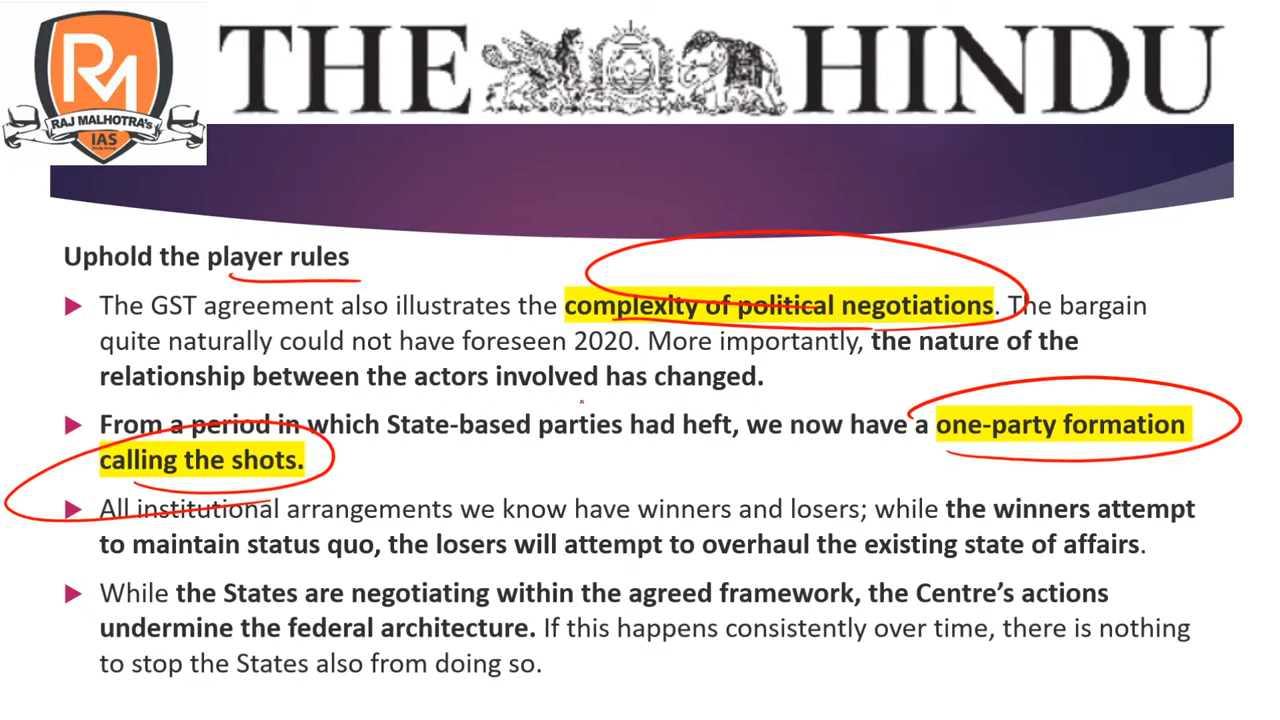 RM
RAJ MALHOTRA'S
IAS
THE HINDU
Uphold the player rules
The GST agreement also illustrates the complexity of political negotiations. The bargain
quite naturally could not have foreseen 2020. More importantly, the nature of the
relationship between the actors involved has changed.
From a period in which State-based parties had heft, we now have a one-party formation
calling the shots.
All institutional arrangements we know have winners and losers; while the winners attempt
to maintain status quo, the losers will attempt to overhaul the existing state of affairs.
While the States are negotiating within the agreed framework, the Centre's actions
undermine the federal architecture. If this happens consistently over time, there is nothing
to stop the States also from doing so.